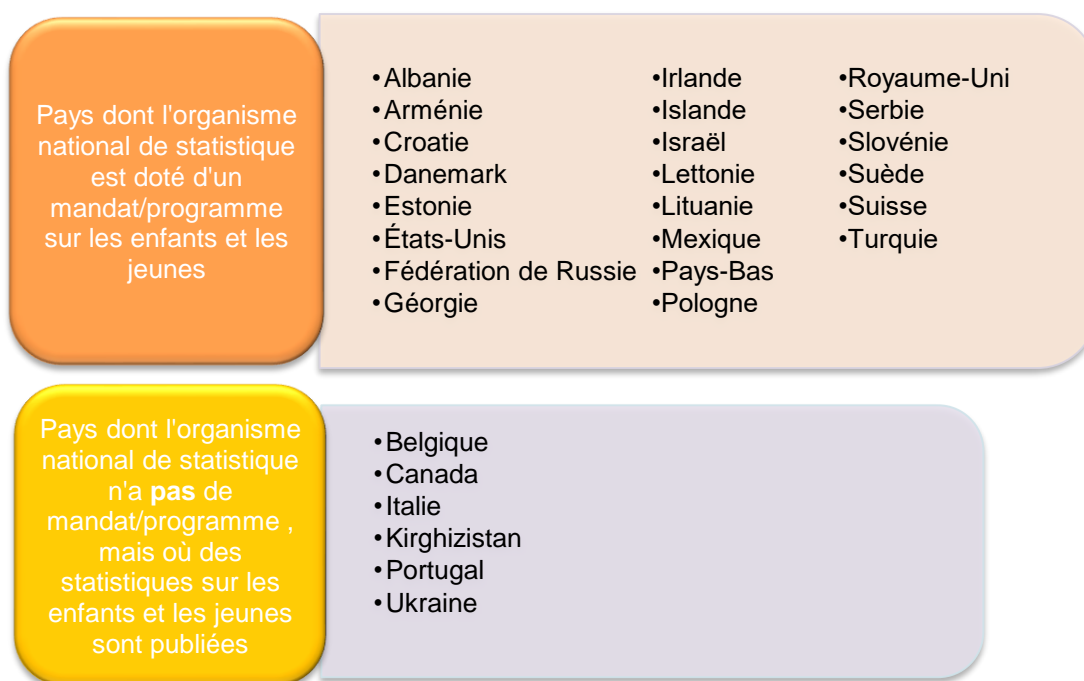 Pays dont l'organisme
national de statistique
est doté d'un
mandat/programme
sur les enfants et les
jeunes
•Albanie
•Arménie
•Croatie
•Danemark
•Estonie
•États-Unis
•Fédération de Russie
•Géorgie
•Irlande
•Islande
•Israël
•Lettonie
•Lituanie
•Mexique
•Pays-Bas
•Pologne
•Royaume-Uni
•Serbie
•Slovénie
•Suède
•Suisse
•Turquie
Pays dont l'organisme
national de statistique
n'a pas de
mandat/programme ,
mais où des
statistiques sur les
enfants et les jeunes
sont publiées
•Belgique
•Canada
•Italie
•Kirghizistan
•Portugal
•Ukraine